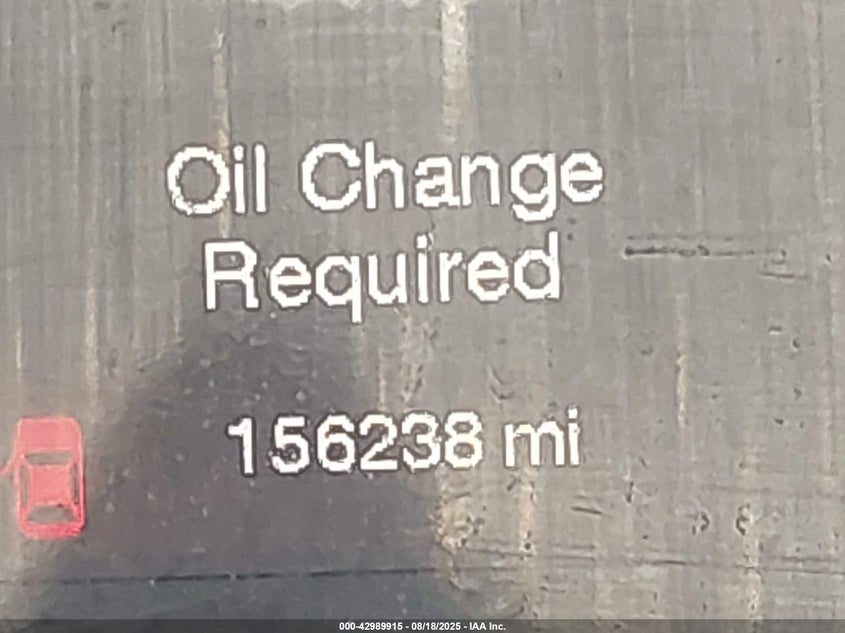 Oil Change
Required
156238 mi
000-42989915 - 08/18/2025 - IAA Inc.